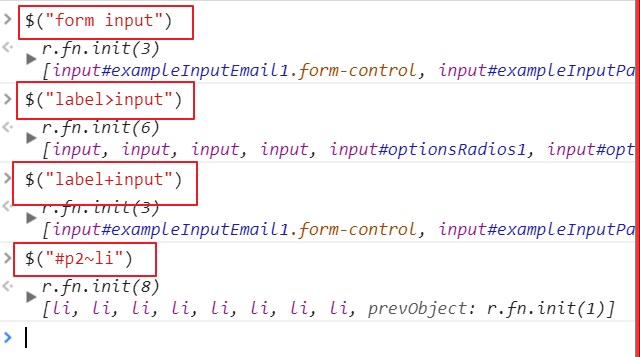 > $("form input")
<· r.fn.init(3)
▶ [input#exampleInputEmail1.form-control, input#exampleInputPa
> $("label>input")
<· r.fn.init(6)
▶ [input, input, input, input, input#optionsRadios1, input#opt
> $("label+input")
<· r.fn.init(3)
▶ [input#exampleInputEmail1.form-control, input#exampleInputPa
> $("#p2~li")
<· r.fn.init(8)
▶ [li, li, li, li, li, li, li, li, prevObject: r.fn.init(1)]
>